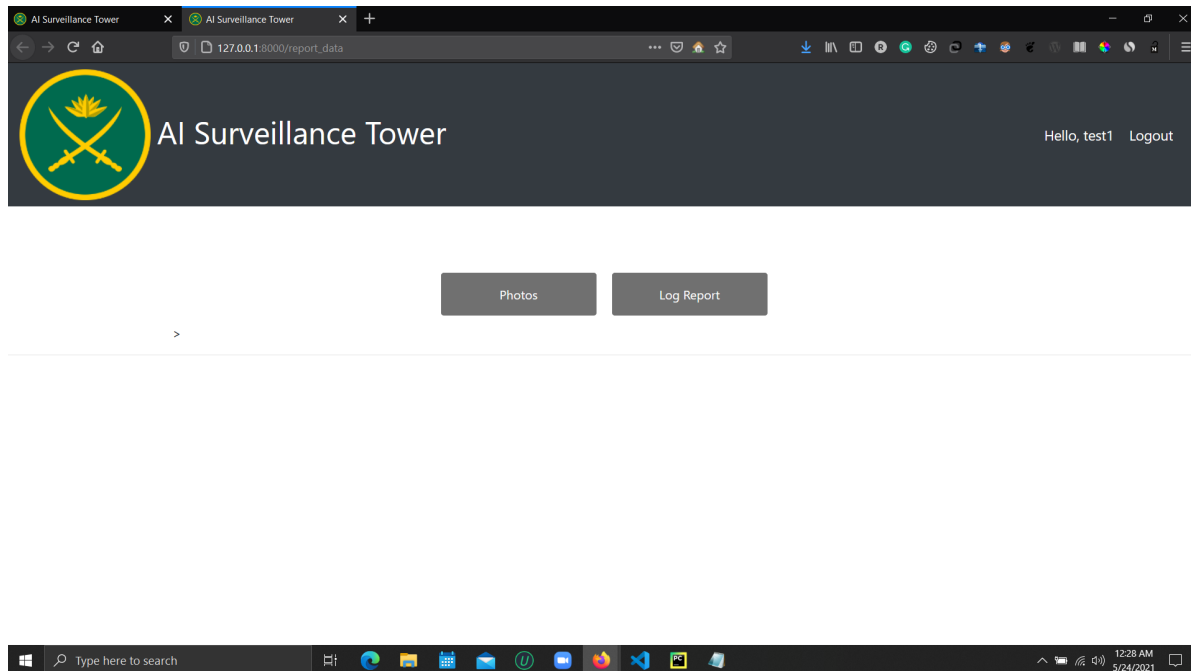 AI Surveillance Tower
AI Surveillance Tower
127.0.0.1:8000/report_data
AI Surveillance Tower
Hello, test1 Logout
Photos
Log Report
>
Type here to search
12:28 AM
5/24/2021